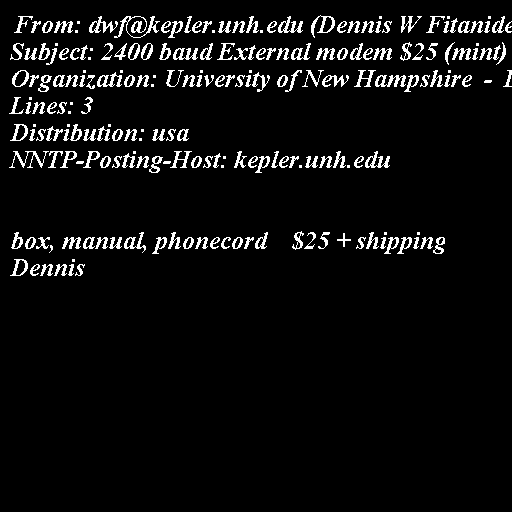 From: dwf@kepler.unh.edu (Dennis W Fitanide
Subject: 2400 baud External modem $25 (mint)
Organization: University of New Hampshire - 
Lines: 3
Distribution: usa
NNTP-Posting-Host: kepler.unh.edu
box, manual, phonecord $25 + shipping
Dennis